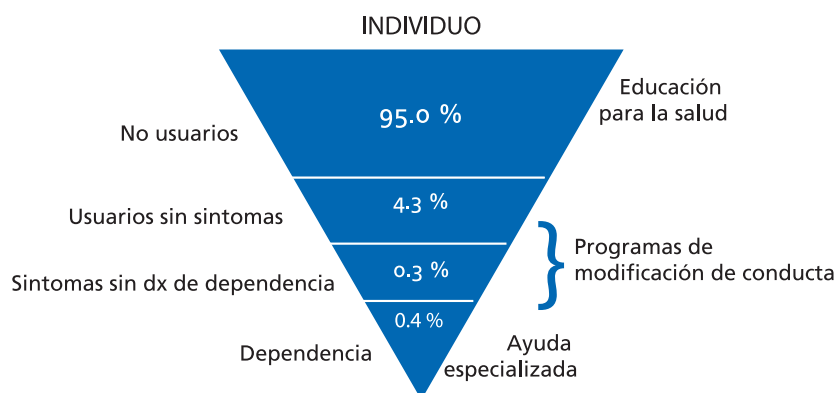 INDIVIDUO
Educación
para la salud
95.0 %
No usuarios
4.3 %
Usuarios sin sintomas
Programas de
modificación de conducta
0.3 %
Sintomas sin dx de dependencia
0.4 %
Dependencia
Ayuda
especializada